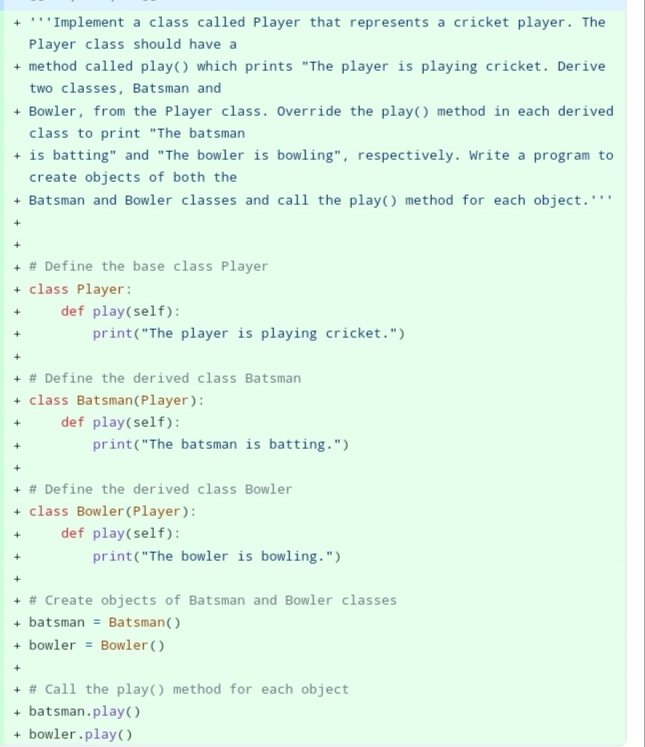 + '''Implement a class called Player that represents a cricket player. The
Player class should have a
+ method called play() which prints "The player is playing cricket. Derive
two classes, Batsman and
+ Bowler, from the Player class. Override the play() method in each derived
class to print "The batsman
+ is batting" and "The bowler is bowling", respectively. Write a program to
create objects of both the
+ Batsman and Bowler classes and call the play() method for each object.'''
+
+
+ # Define the base class Player
+ class Player:
+     def play(self):
+         print("The player is playing cricket.")
+
+ # Define the derived class Batsman
+ class Batsman(Player):
+     def play(self):
+         print("The batsman is batting.")
+
+ # Define the derived class Bowler
+ class Bowler(Player):
+     def play(self):
+         print("The bowler is bowling.")
+
+ # Create objects of Batsman and Bowler classes
+ batsman = Batsman()
+ bowler = Bowler()
+
+ # Call the play() method for each object
+ batsman.play()
+ bowler.play()